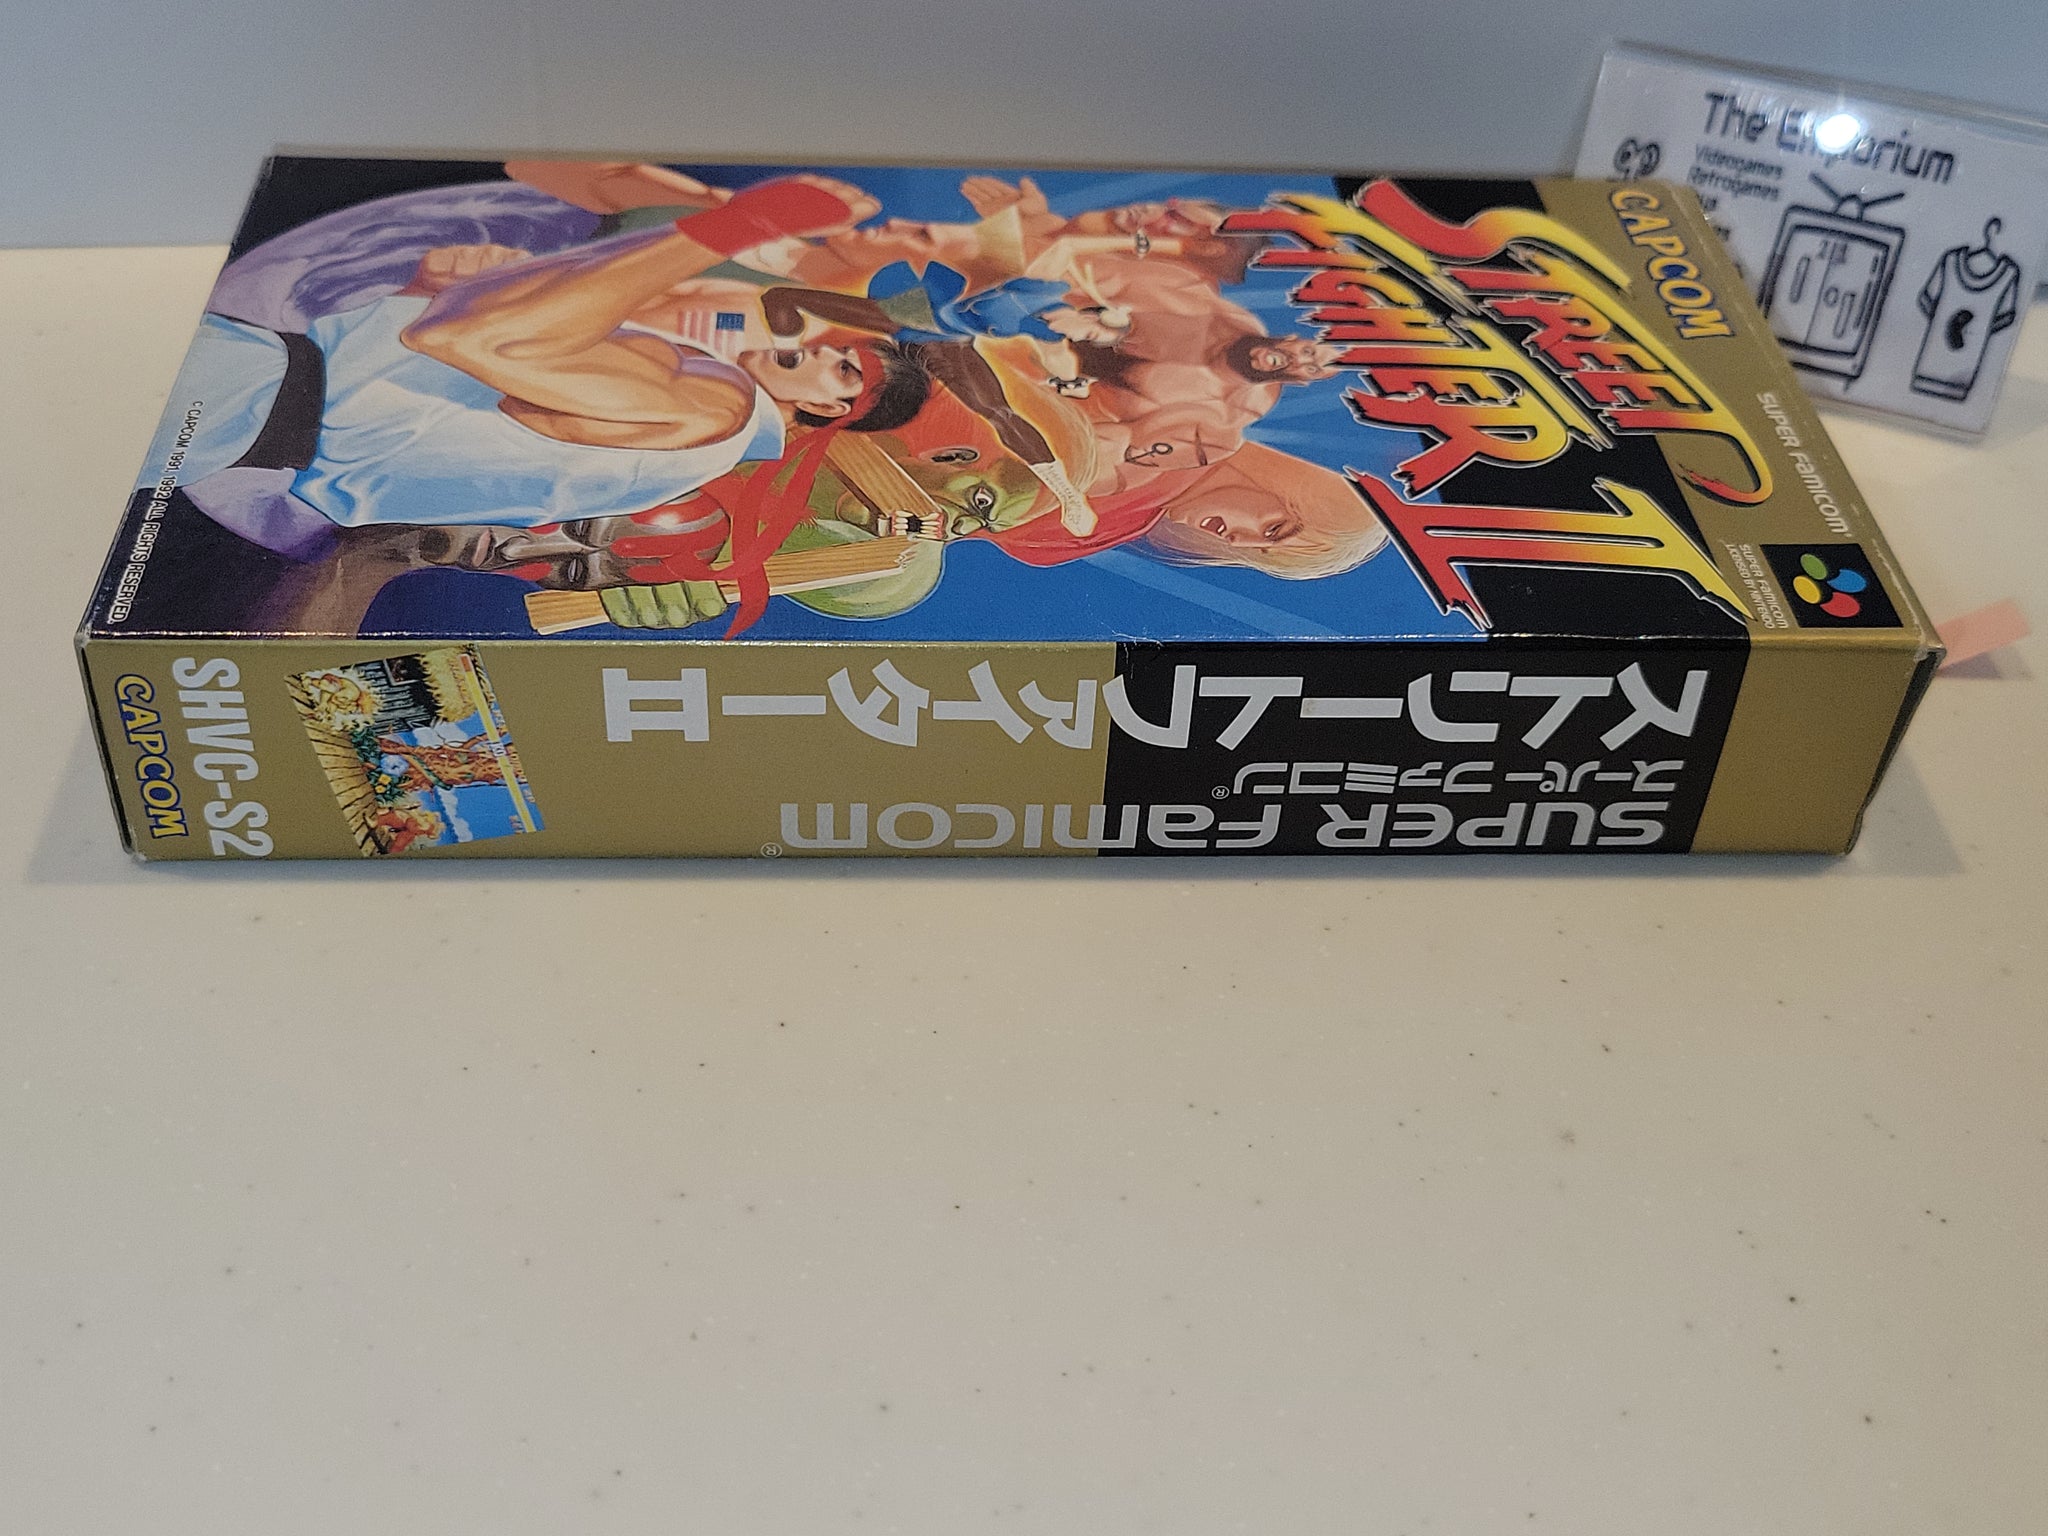 CAPCOM
SUPER FAMICOM
STREET
FIGHTER II
SUPER FAMICOM
LICENSED BY NINTENDO
© CAPCOM 1991, 1992 ALL RIGHTS RESERVED.
SUPER FAMICOM®
スーパーファミコン®
ストリートファイターII
SHVC-S2
CAPCOM
The Emporium
Videogames
Retrogames